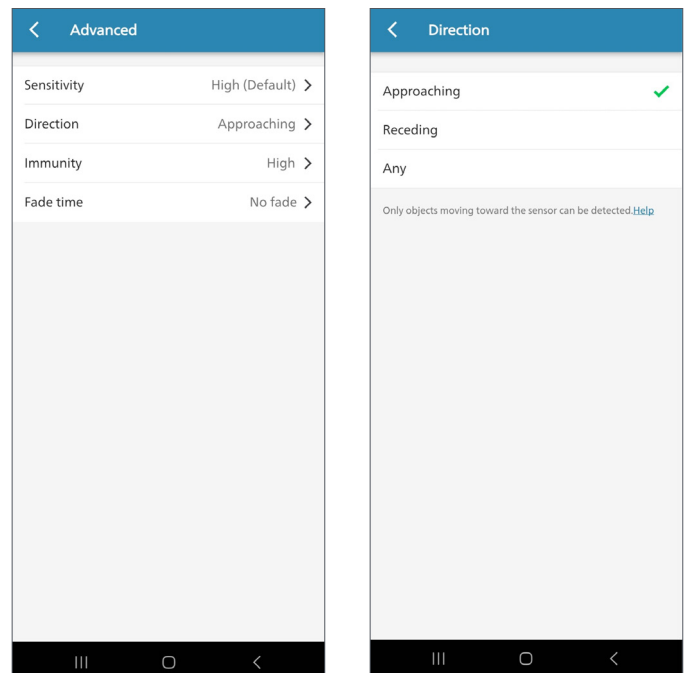 Advanced
Sensitivity High (Default)
Direction Approaching
Immunity High
Fade time No fade
Direction
Approaching
Receding
Any
Only objects moving toward the sensor can be detected.Help